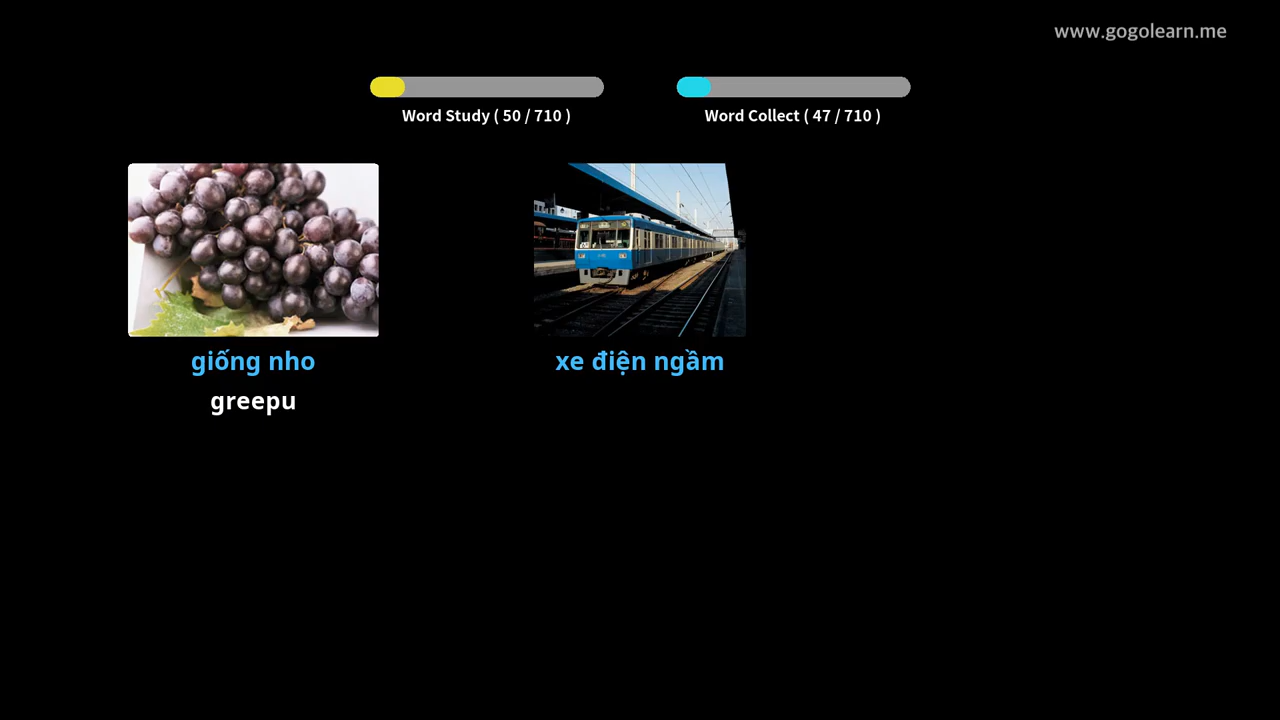 www.gogolearn.me
Word Study ( 50 / 710 )
Word Collect ( 47 / 710 )
giống nho
greepu
xe điện ngầm